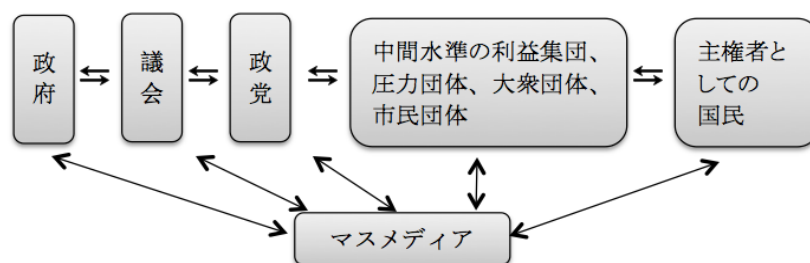 政府
議会
政党
中間水準の利益集団、
圧力団体、大衆団体、
市民団体
主権者と
しての
国民
マスメディア